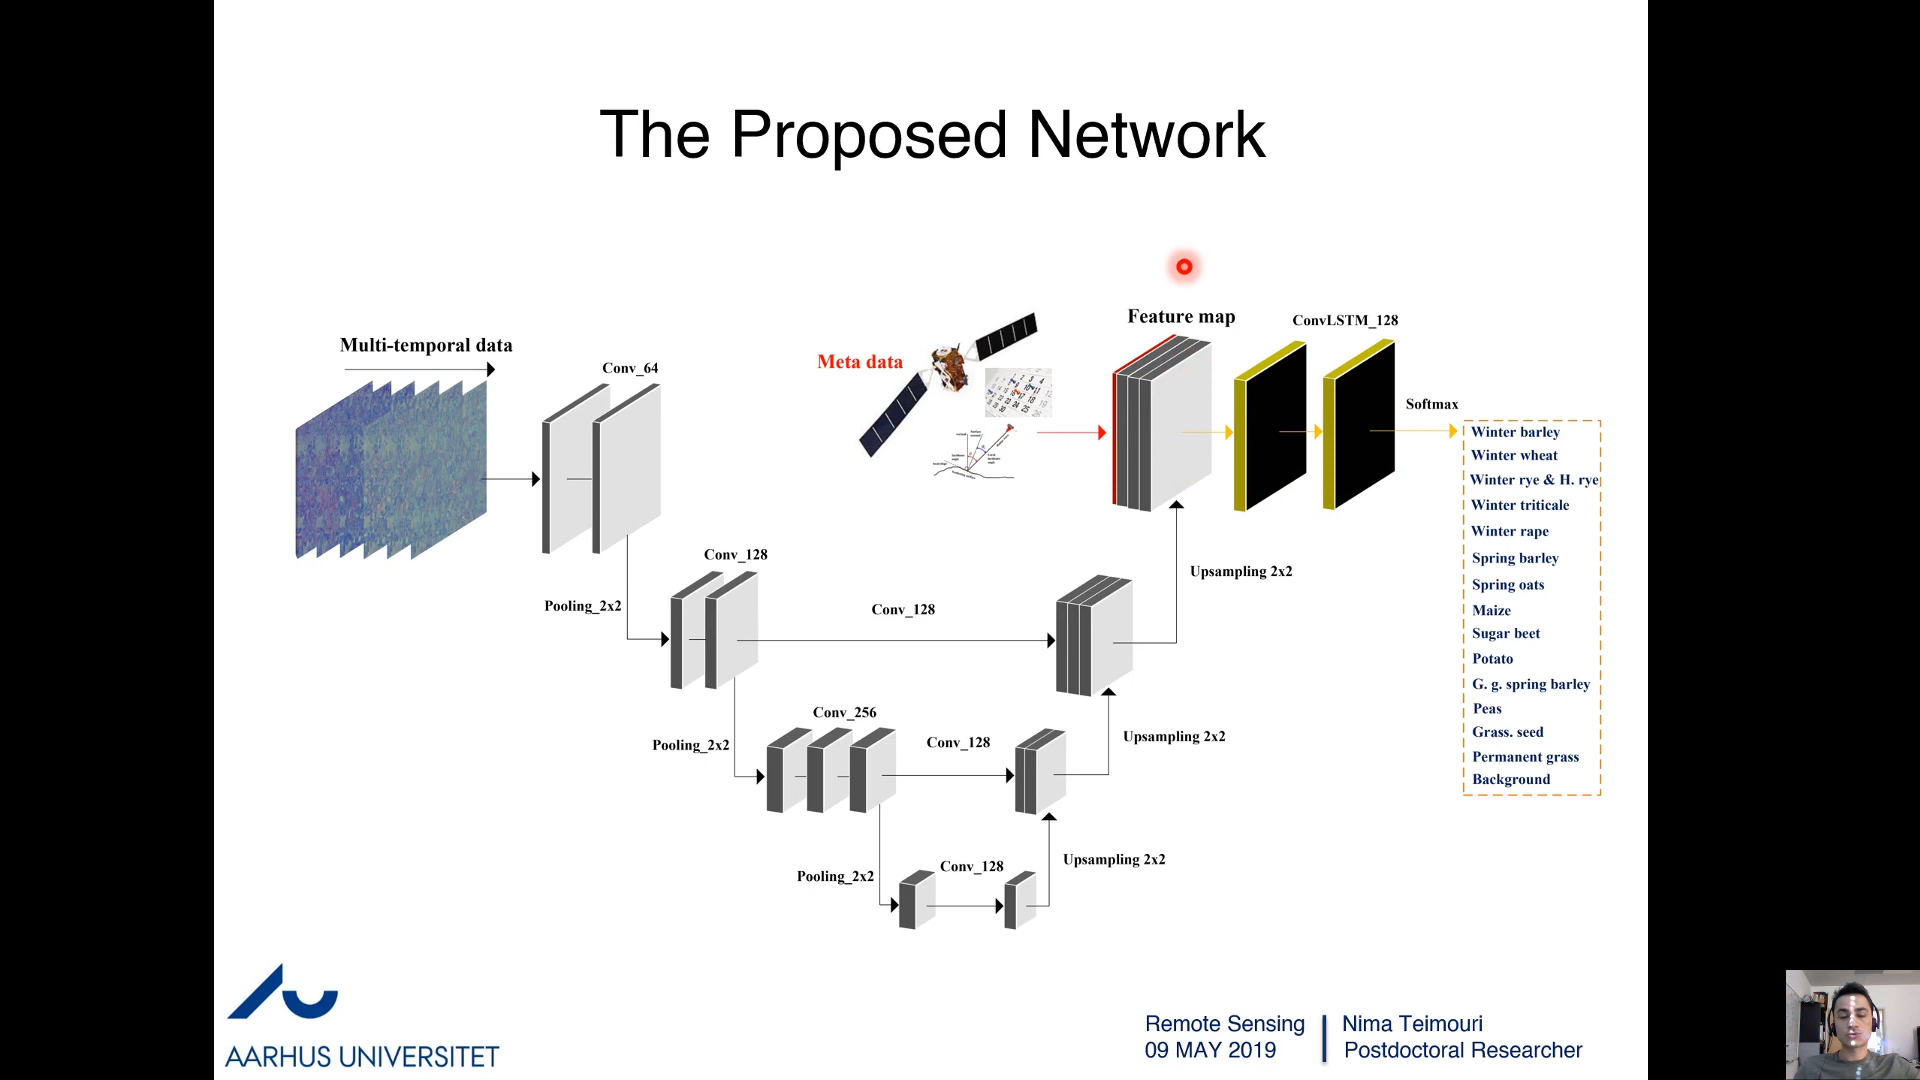 The Proposed Network
Multi-temporal data
Conv_64
Meta data
Feature map
ConvLSTM_128
Softmax
Winter barley
Winter wheat
Winter rye & H. rye
Winter triticale
Winter rape
Spring barley
Spring oats
Maize
Sugar beet
Potato
G. g. spring barley
Peas
Grass. seed
Permanent grass
Background
Pooling_2x2
Conv_128
Conv_128
Upsampling 2x2
Pooling_2x2
Conv_256
Conv_128
Upsampling 2x2
Pooling_2x2
Conv_128
Upsampling 2x2
AARHUS UNIVERSITET
Remote Sensing
09 MAY 2019
Nima Teimouri
Postdoctoral Researcher